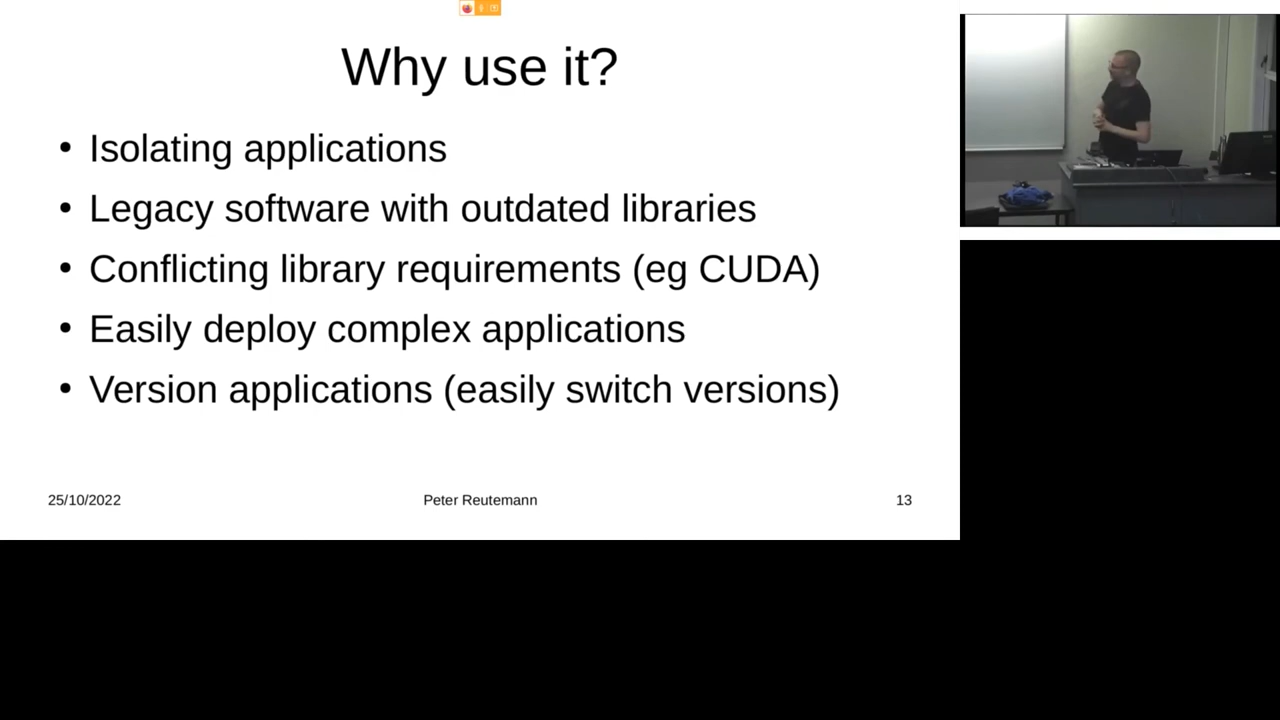 Why use it?
• Isolating applications
• Legacy software with outdated libraries
• Conflicting library requirements (eg CUDA)
• Easily deploy complex applications
• Version applications (easily switch versions)
25/10/2022
Peter Reutemann
13